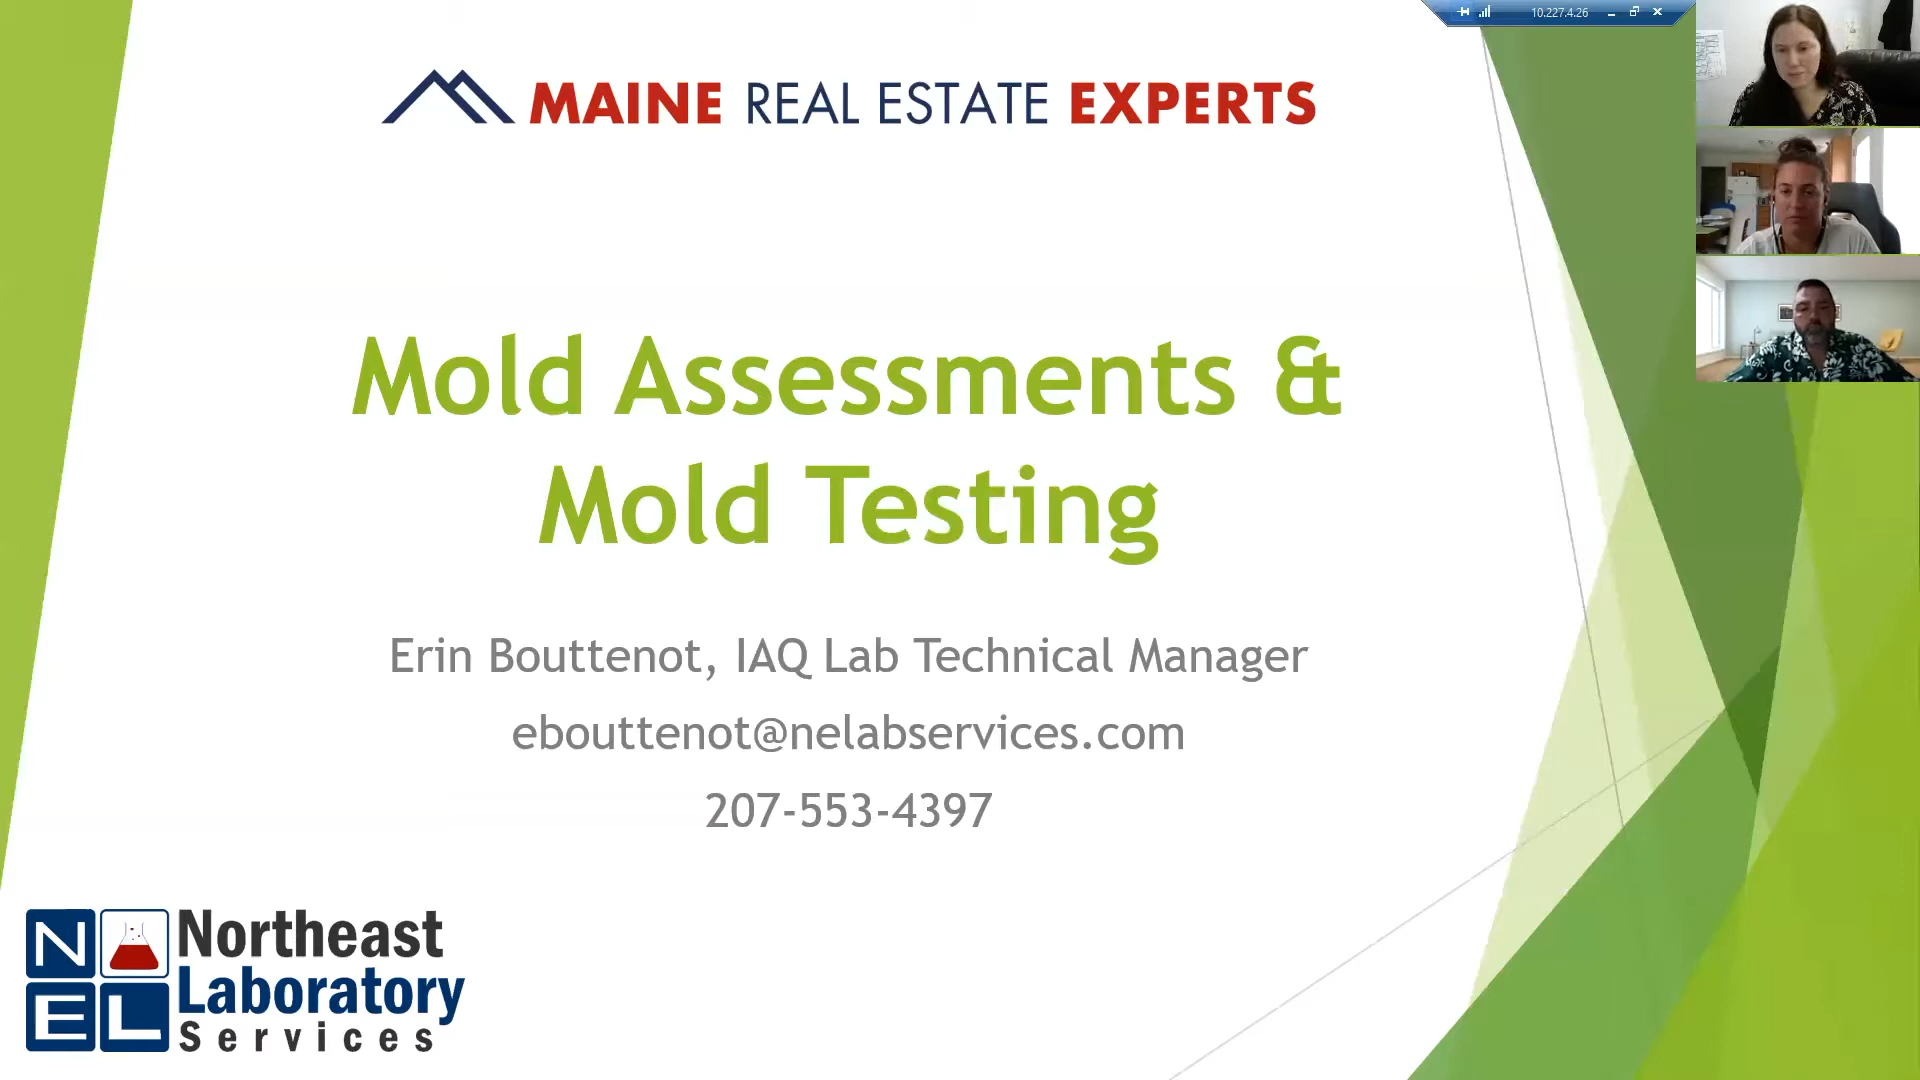 10.227.4.26
MAINE REAL ESTATE EXPERTS
Mold Assessments &
Mold Testing
Erin Bouttenot, IAQ Lab Technical Manager
ebouttenot@nelabservices.com
207-553-4397
N
EL
Northeast
Laboratory
Services